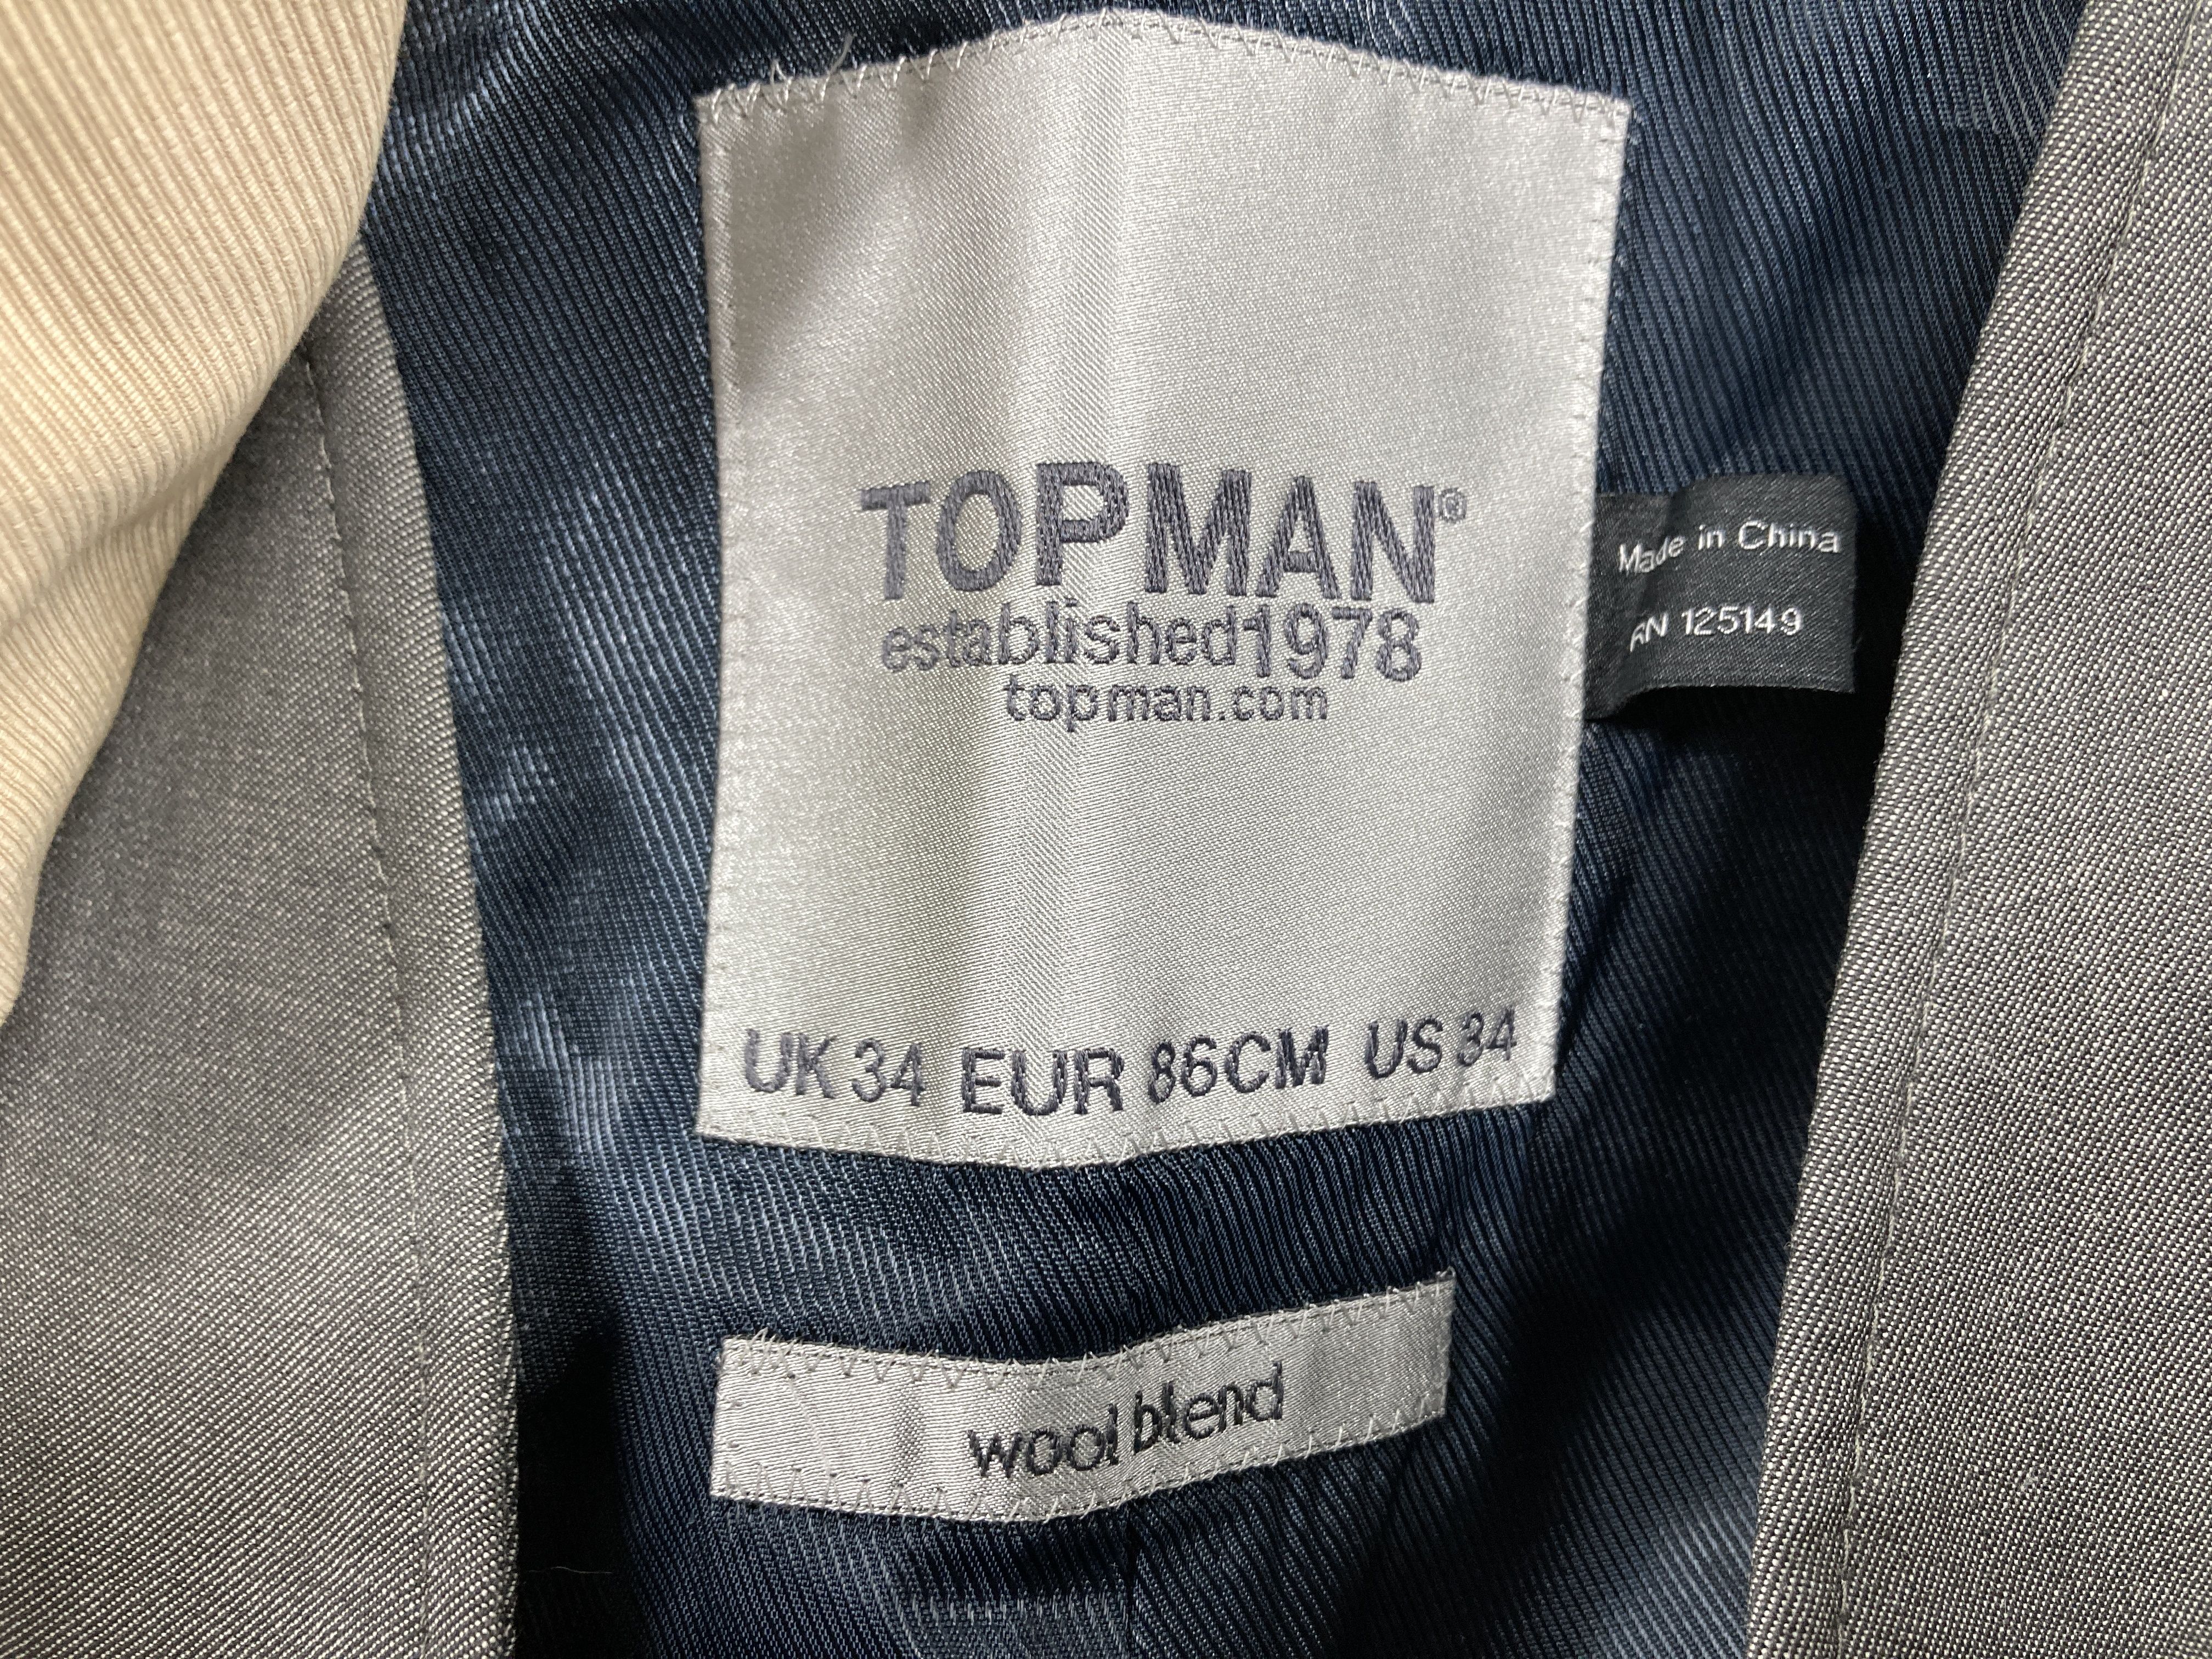 TOPMAN®
established1978
topman.com
Made in China
RN 125149
UK 34 EUR 86CM US 34
wool blend